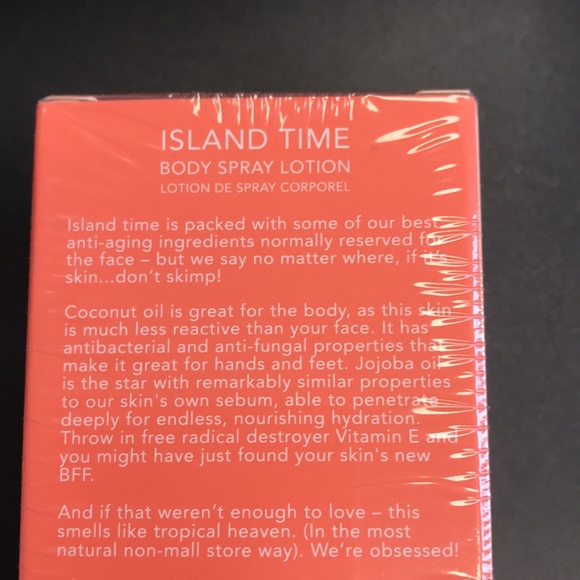 ISLAND TIME
BODY SPRAY LOTION
LOTION DE SPRAY CORPOREL
Island time is packed with some of our best
anti-aging ingredients normally reserved for
the face – but we say no matter where, if it's
skin...don't skimp!
Coconut oil is great for the body, as this skin
is much less reactive than your face. It has
antibacterial and anti-fungal properties that
make it great for hands and feet. Jojoba oil
is the star with remarkably similar properties
to our skin's own sebum, able to penetrate
deeply for endless, nourishing hydration.
Throw in free radical destroyer Vitamin E and
you might have just found your skin's new
BFF.
And if that weren't enough to love – this
smells like tropical heaven. (In the most
natural non-mall store way). We're obsessed!